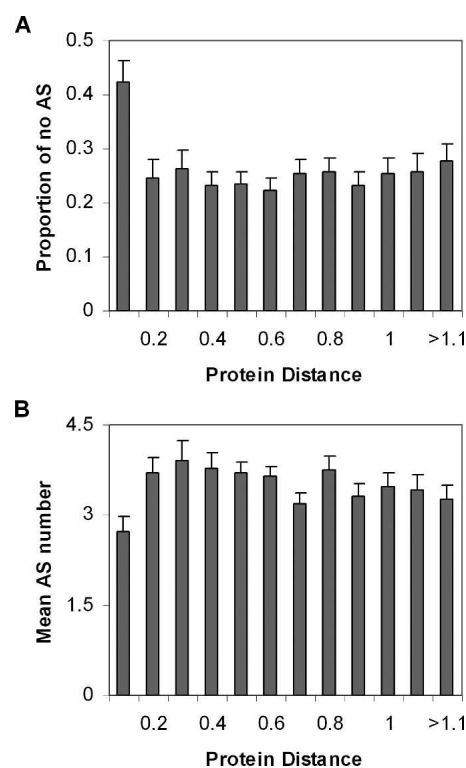 A
0.5
0.4
0.3
0.2
0.1
0
Proportion of no AS
0.2 0.4 0.6 0.8 1 >1.1
Protein Distance
B
4.5
3
1.5
0
Mean AS number
0.2 0.4 0.6 0.8 1 >1.1
Protein Distance